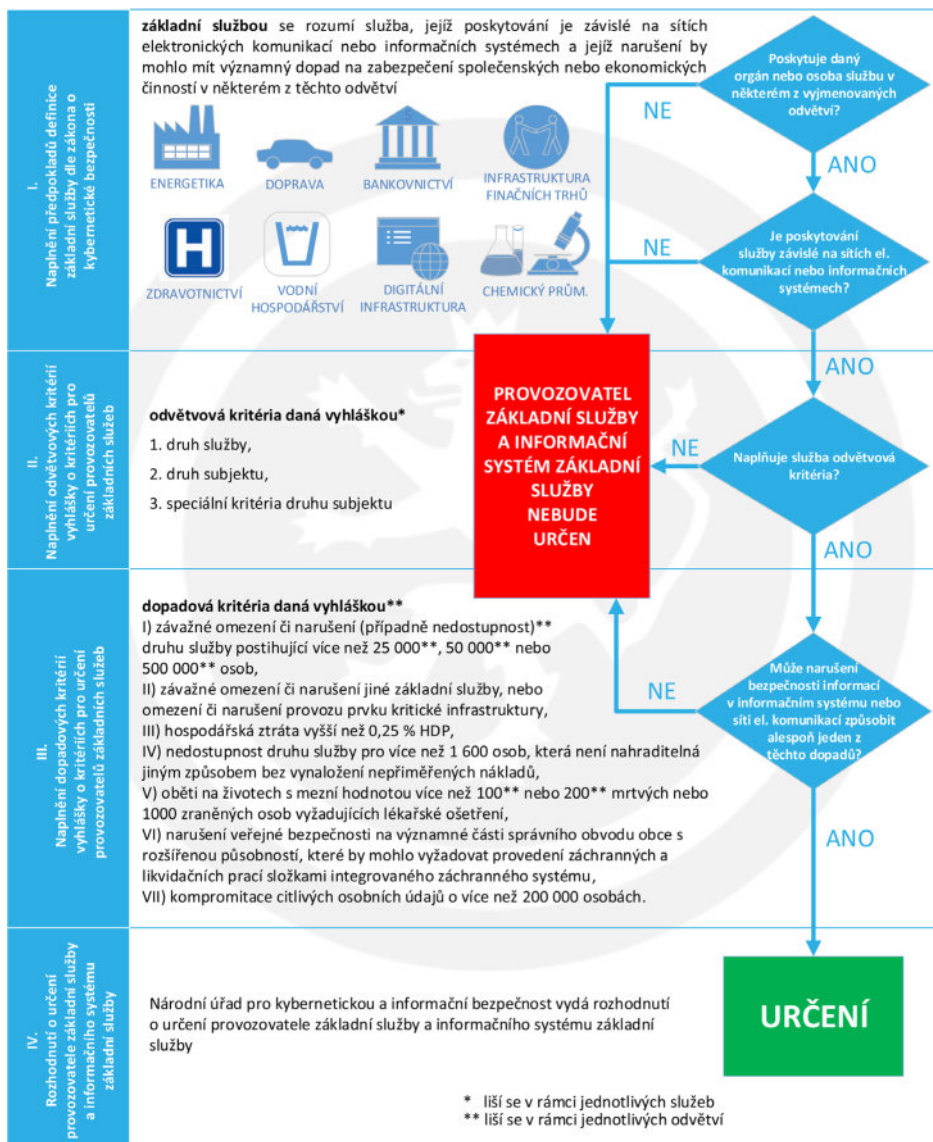 I.
Naplnění předpokladů definice
základní služby dle zákona o
kybernetické bezpečnosti
základní službou se rozumí služba, jejíž poskytování je závislé na sítích
elektronických komunikací nebo informačních systémech a jejíž narušení by
mohlo mít významný dopad na zabezpečení společenských nebo ekonomických
činností v některém z těchto odvětví
ENERGETIKA
DOPRAVA
BANKOVNICTVÍ
INFRASTRUKTURA
FINAČNÍCH TRHŮ
H
ZDRAVOTNICTVÍ
VODNÍ
HOSPODÁŘSTVÍ
DIGITÁLNÍ
INFRASTRUKTURA
CHEMICKÝ PRŮM.
Poskytuje daný
orgán nebo osoba službu v
některém z vyjmenovaných
odvětví?
NE
ANO
Je poskytování
služby závislé na sítích el.
komunikací nebo informačních
systémech?
NE
ANO
II.
Naplnění odvětvových kritérií
vyhlášky o kritériích pro
určení provozovatelů
základních služeb
odvětvová kritéria daná vyhláškou*
1. druh služby,
2. druh subjektu,
3. speciální kritéria druhu subjektu
PROVOZOVATEL
ZÁKLADNÍ SLUŽBY
A INFORMAČNÍ
SYSTÉM ZÁKLADNÍ
SLUŽBY
NEBUDE
URČEN
NE
Naplňuje služba odvětvová
kritéria?
ANO
III.
Naplnění dopadových kritérií
vyhlášky o kritériích pro určení
provozovatelů základních služeb
dopadová kritéria daná vyhláškou**
I) závažné omezení či narušení (případně nedostupnost)**
druhu služby postihující více než 25 000**, 50 000** nebo
500 000** osob,
II) závažné omezení či narušení jiné základní služby, nebo
omezení či narušení provozu prvku kritické infrastruktury,
III) hospodářská ztráta vyšší než 0,25 % HDP,
IV) nedostupnost druhu služby pro více než 1 600 osob, která není nahraditelná
jiným způsobem bez vynaložení nepřiměřených nákladů,
V) oběti na životech s mezní hodnotou více než 100** nebo 200** mrtvých nebo
1000 zraněných osob vyžadujících lékařské ošetření,
VI) narušení veřejné bezpečnosti na významné části správního obvodu obce s
rozšířenou působností, které by mohlo vyžadovat provedení záchranných a
likvidačních prací složkami integrovaného záchranného systému,
VII) kompromitace citlivých osobních údajů o více než 200 000 osobách.
NE
Může narušení
bezpečnosti informací
v informačním systému nebo
síti el. komunikací způsobit
alespoň jeden z
těchto dopadů?
ANO
IV.
Rozhodnutí o určení
provozovatele základní služby
a informačního systému
základní služby
Národní úřad pro kybernetickou a informační bezpečnost vydá rozhodnutí
o určení provozovatele základní služby a informačního systému základní
služby
URČENÍ
* liší se v rámci jednotlivých služeb
** liší se v rámci jednotlivých odvětví